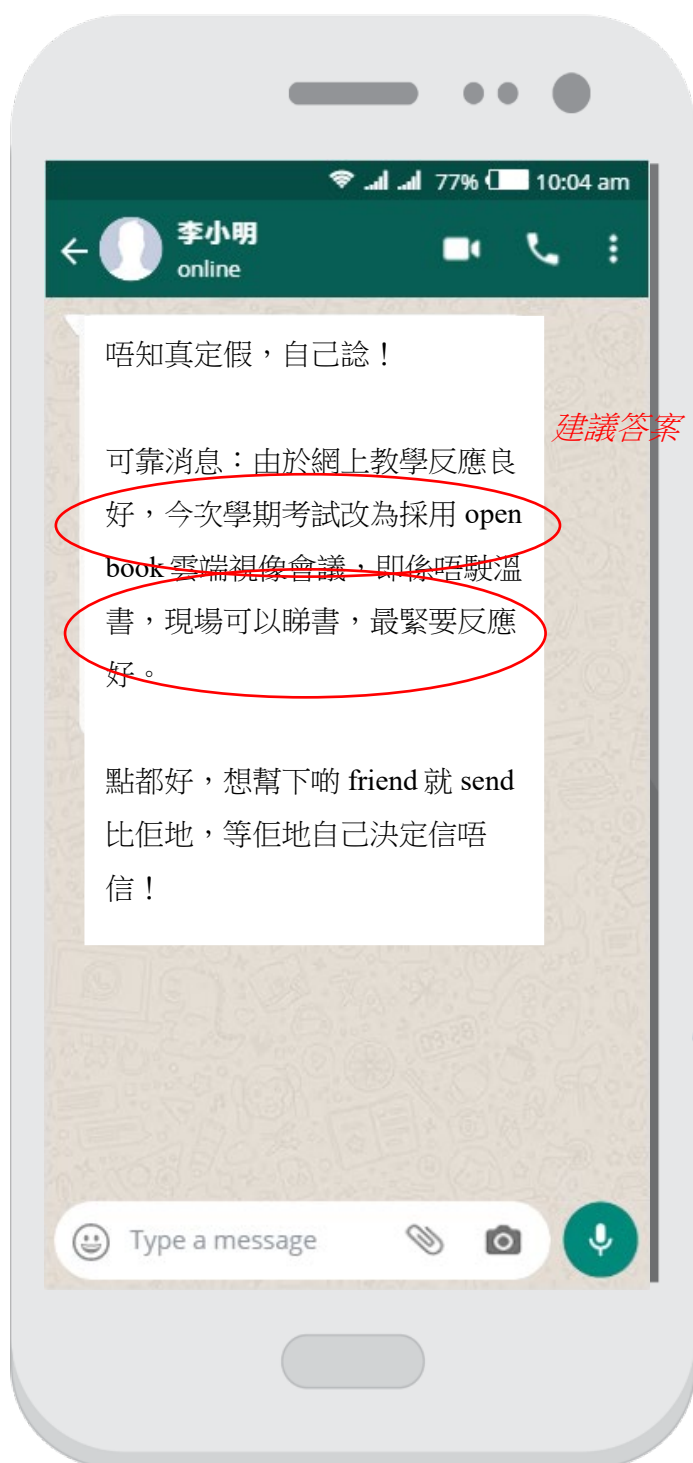 77% 10:04 am
李小明
online
唔知真定假，自己諗！
建議答案
可靠消息：由於網上教學反應良
好，今次學期考試改為採用 open
book 雲端視像會議，即係唔駛溫
書，現場可以睇書，最緊要反應
好。
點都好，想幫下啲 friend 就 send
比佢地，等佢地自己決定信唔
信！
Type a message